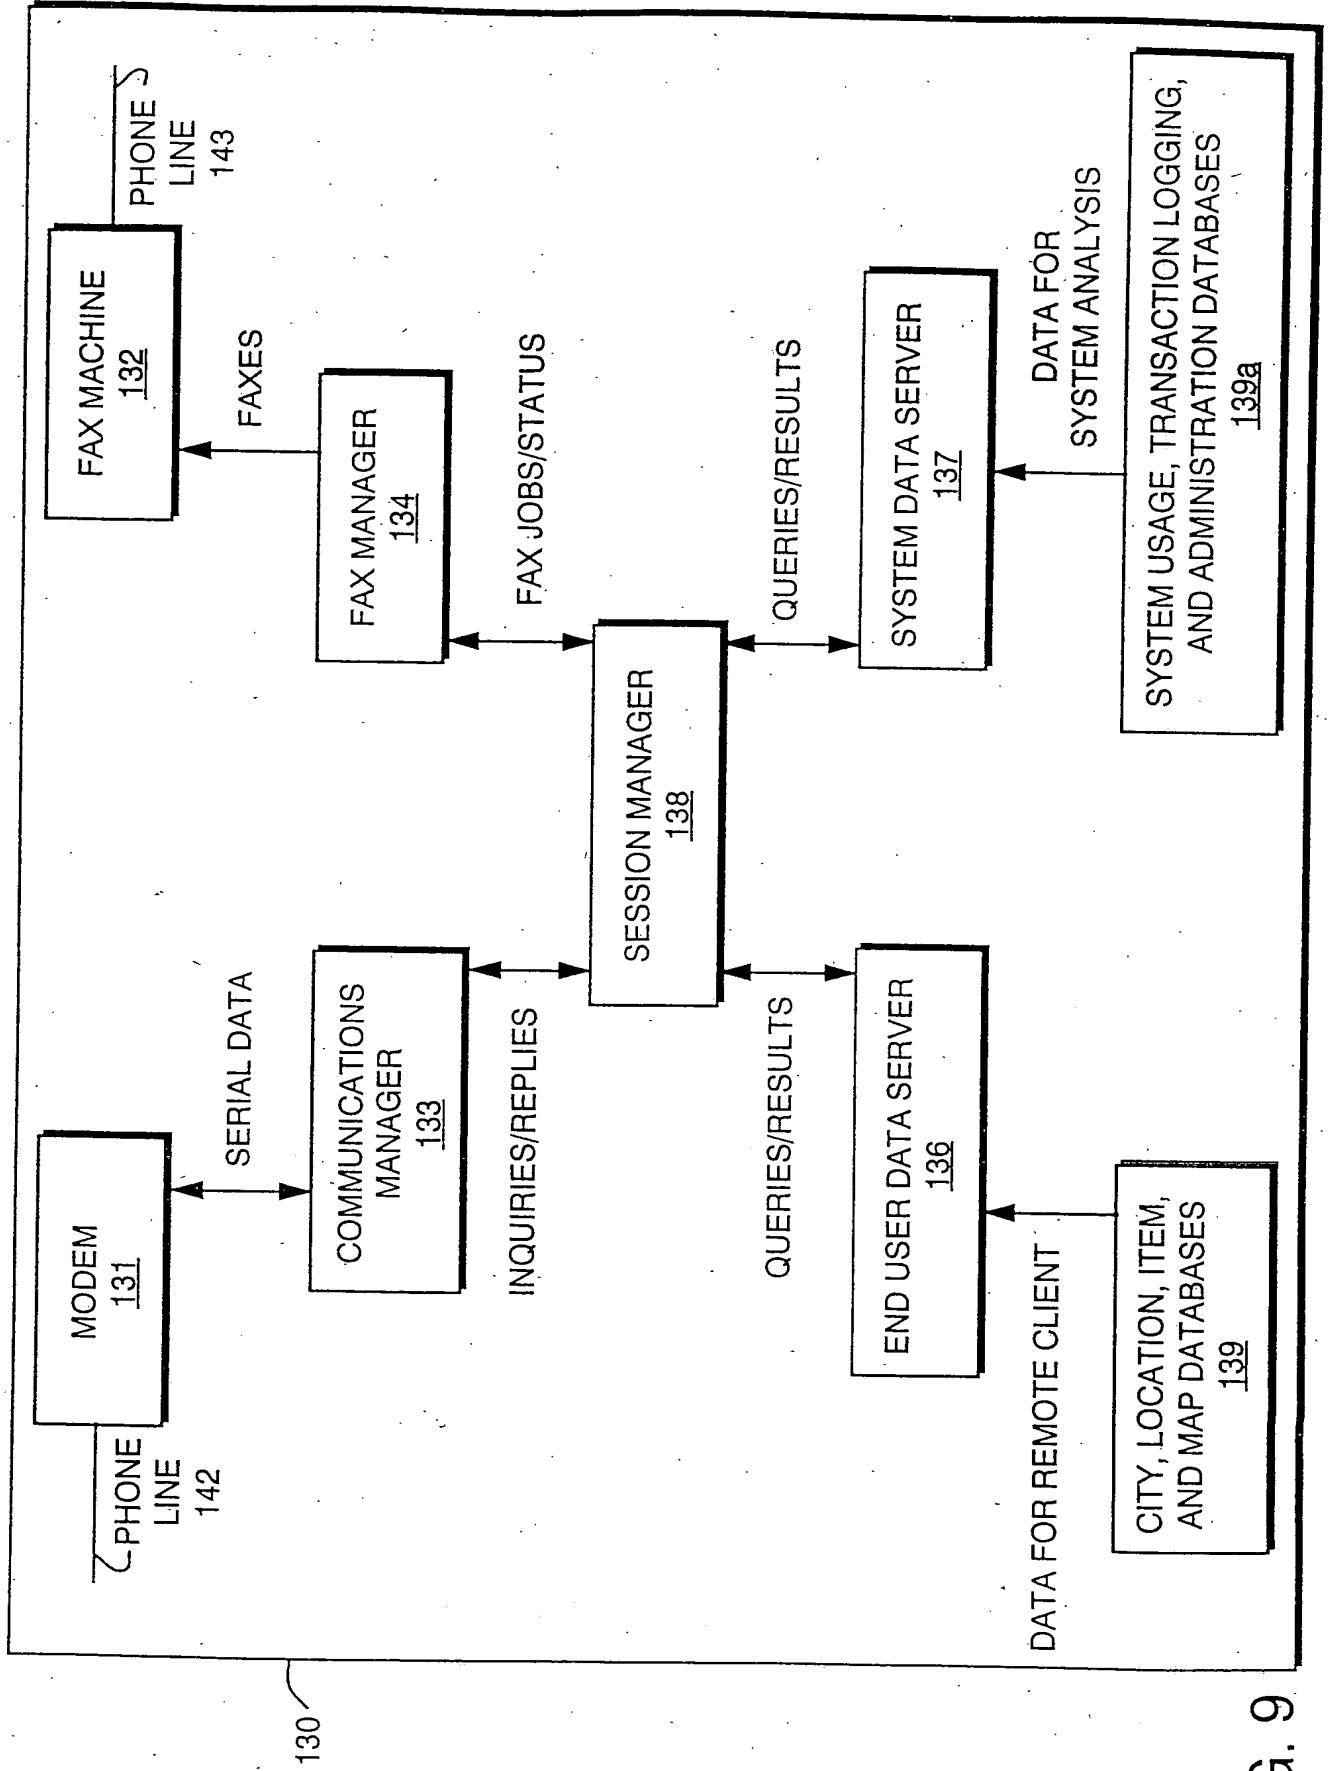 PHONE
LINE
142
MODEM
131
SERIAL DATA
COMMUNICATIONS
MANAGER
133
INQUIRIES/REPLIES
PHONE
LINE
143
FAX MACHINE
132
FAXES
FAX MANAGER
134
FAX JOBS/STATUS
SESSION MANAGER
138
QUERIES/RESULTS
QUERIES/RESULTS
END USER DATA SERVER
136
SYSTEM DATA SERVER
137
DATA FOR REMOTE CLIENT
DATA FOR
SYSTEM ANALYSIS
CITY, LOCATION, ITEM,
AND MAP DATABASES
139
SYSTEM USAGE, TRANSACTION LOGGING,
AND ADMINISTRATION DATABASES
139a
130
G. 9